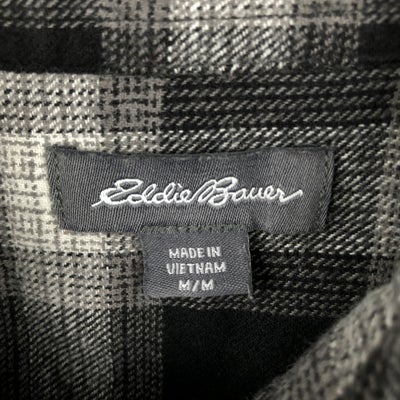 Eddie Bauer
MADE IN
VIETNAM
M/M